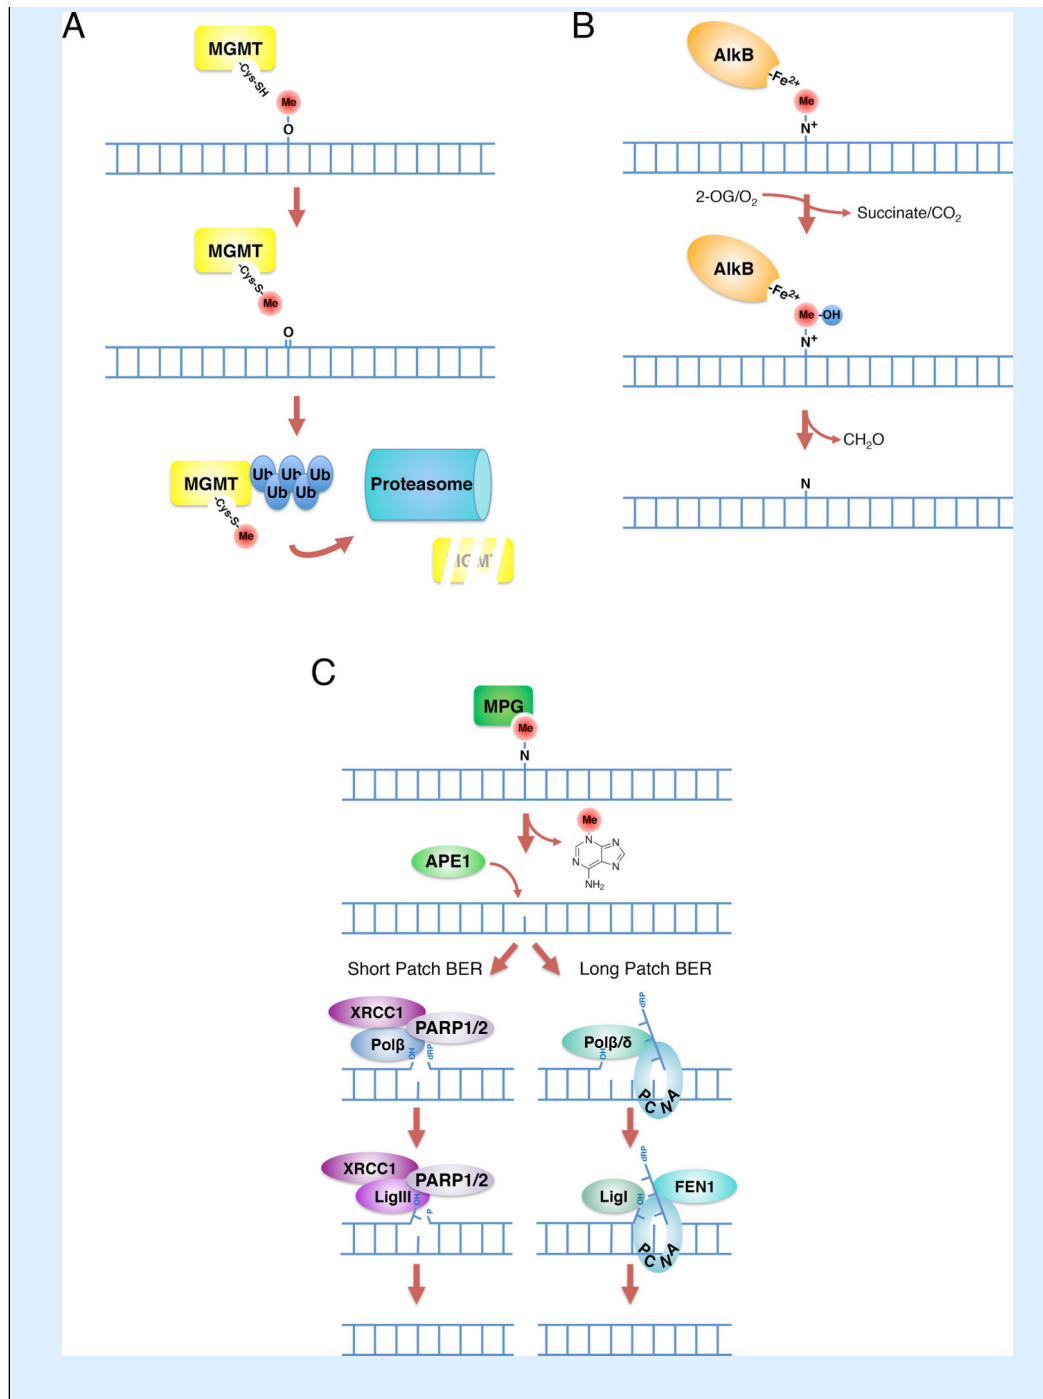 A
MGMT
-Cys-SH
Me
O
MGMT
-Cys-S-
Me
O
MGMT
Ub Ub Ub
Ub Ub
-Cys-S-
Me
Proteasome
MGMT
B
AlkB
-Fe²⁺
Me
N⁺
2-OG/O₂
Succinate/CO₂
AlkB
-Fe²⁺
Me -OH
N⁺
CH₂O
N
C
MPG
Me
N
Me
N
N
N
N
NH₂
APE1
Short Patch BER
Long Patch BER
XRCC1
PARP1/2
Polβ
OH
dRP
dRP
Polβ/δ
OH
PCNA
XRCC1
PARP1/2
LigIII
OH
P
dRP
LigI
OH
FEN1
PCNA